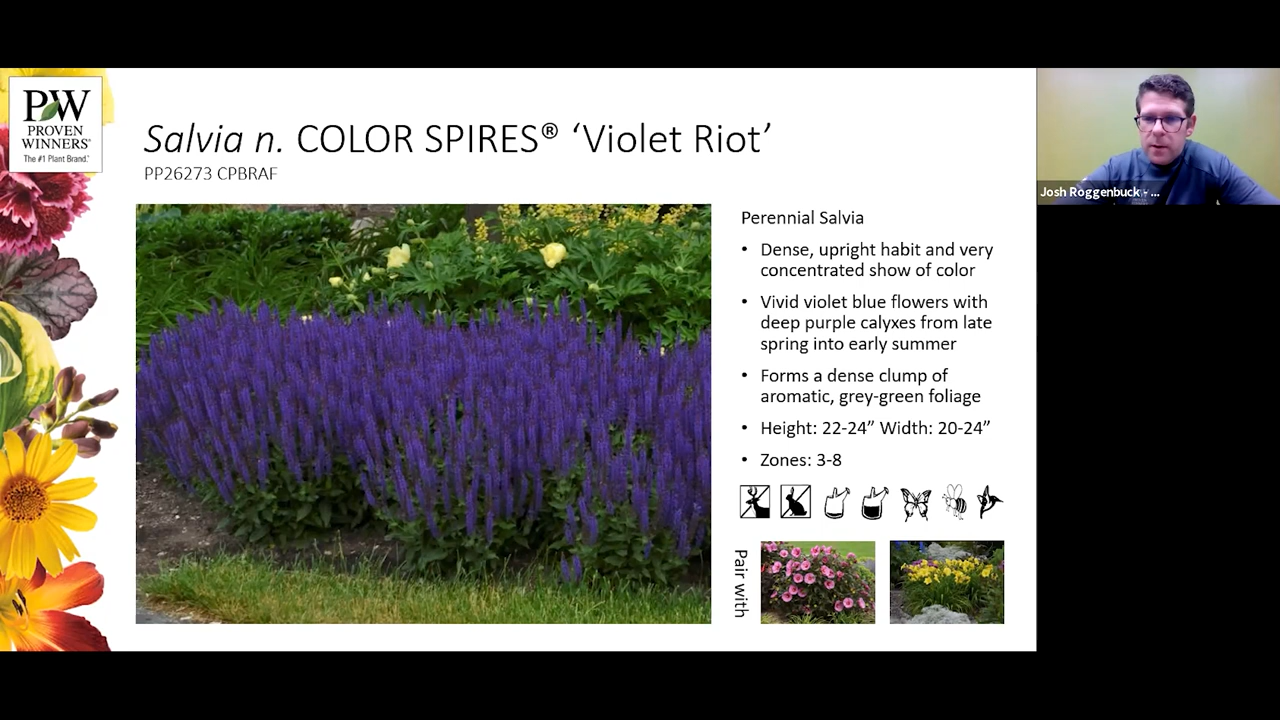 PW
PROVEN
WINNERS®
The #1 Plant Brand.®
Salvia n. COLOR SPIRES® ‘Violet Riot’
PP26273 CPBRAF
Perennial Salvia
• Dense, upright habit and very
concentrated show of color
• Vivid violet blue flowers with
deep purple calyxes from late
spring into early summer
• Forms a dense clump of
aromatic, grey-green foliage
• Height: 22-24” Width: 20-24”
• Zones: 3-8
Pair with
Josh Roggenbuck - ...